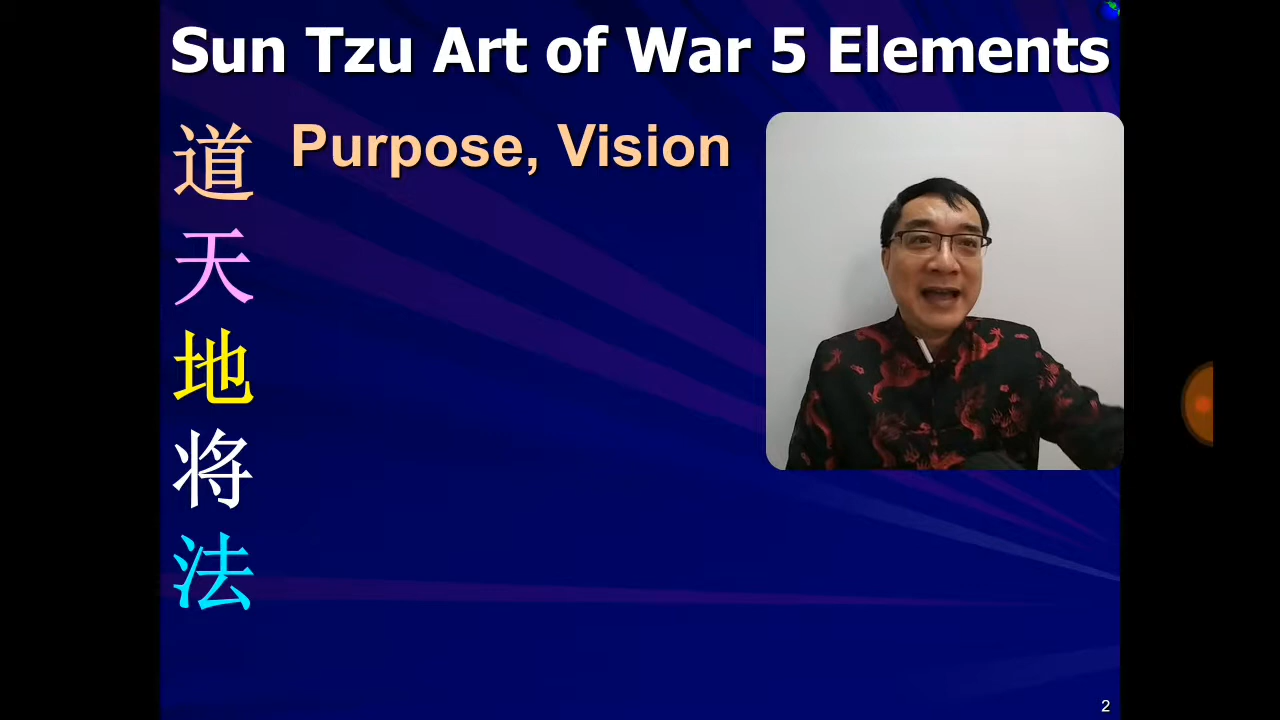 Sun Tzu Art of War 5 Elements
道 Purpose, Vision
天
地
将
法
2